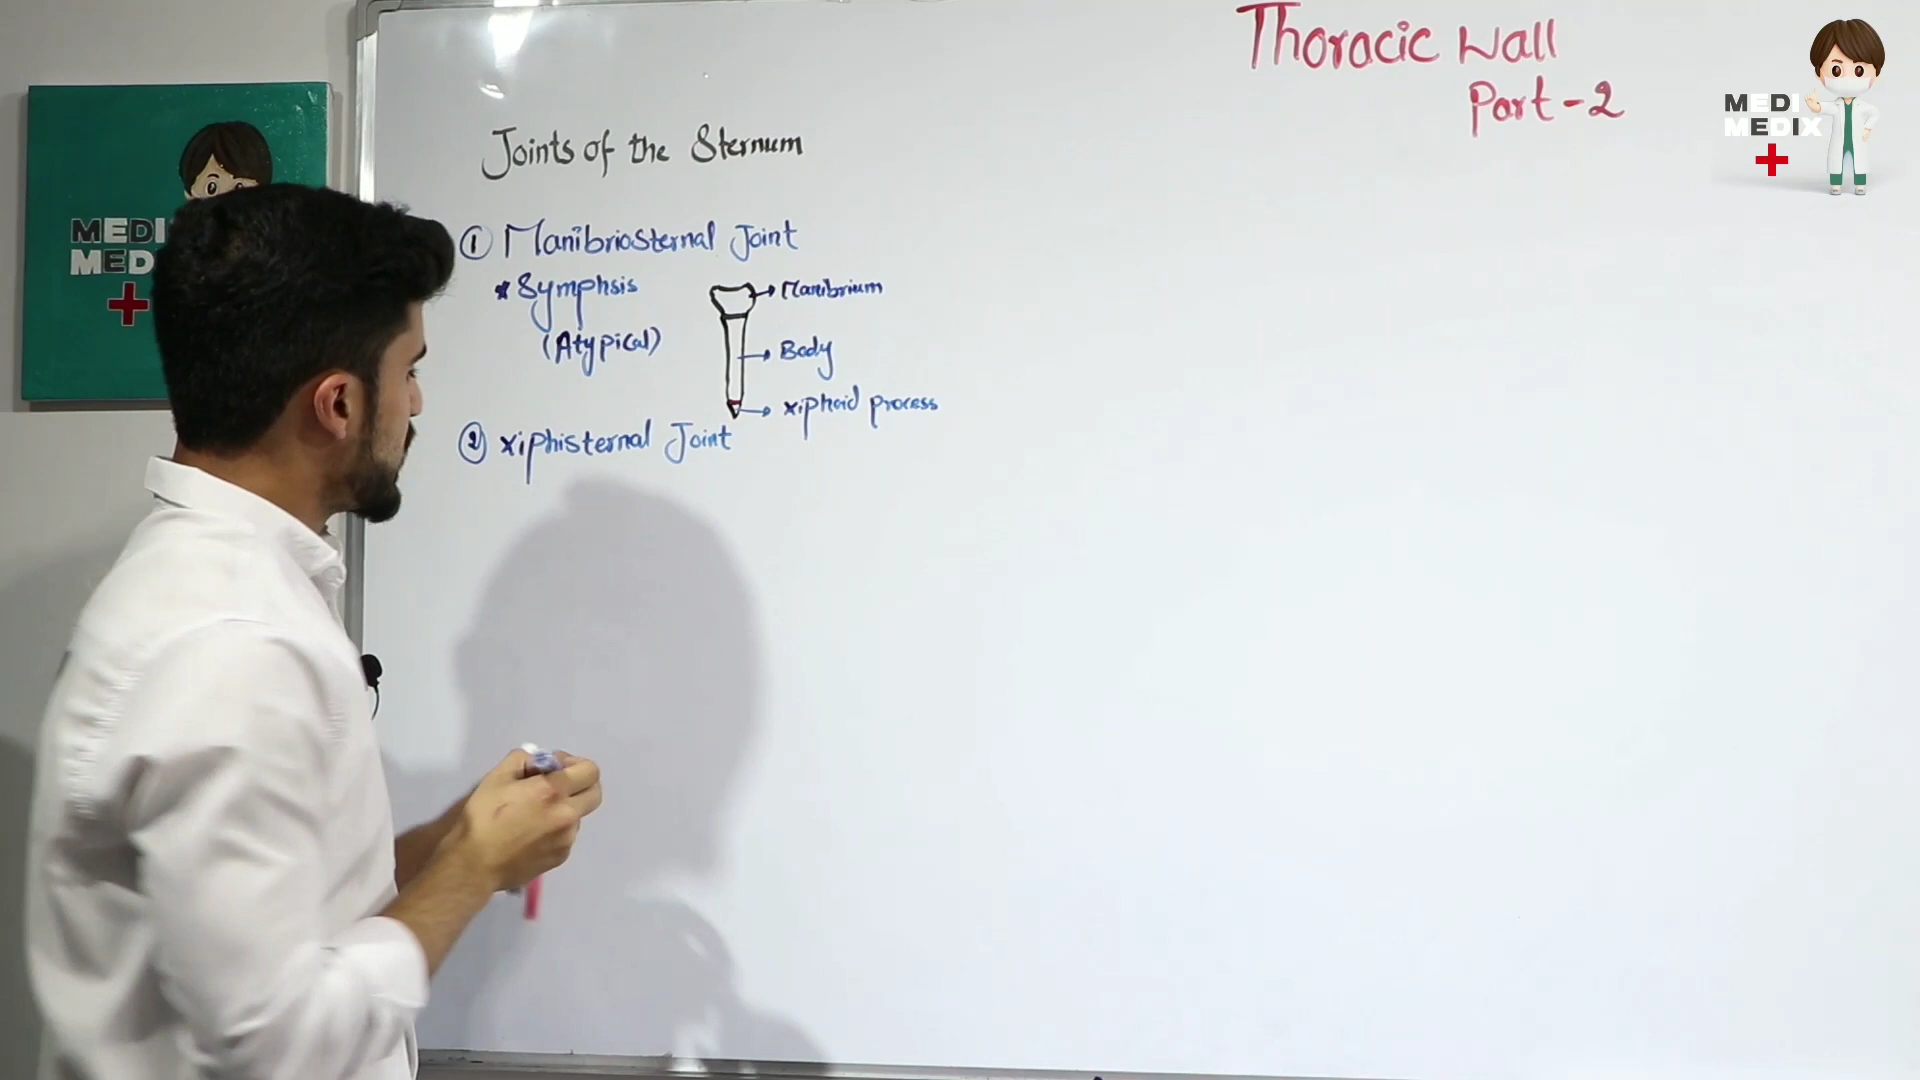 Thoracic Wall
Part-2
MEDI
MEDIX
MEDI
MED
Joints of the Sternum
① Manibriosternal Joint
* Symphsis
(Atypical)
Manibrium
Body
xiphoid process
② xiphisternal Joint